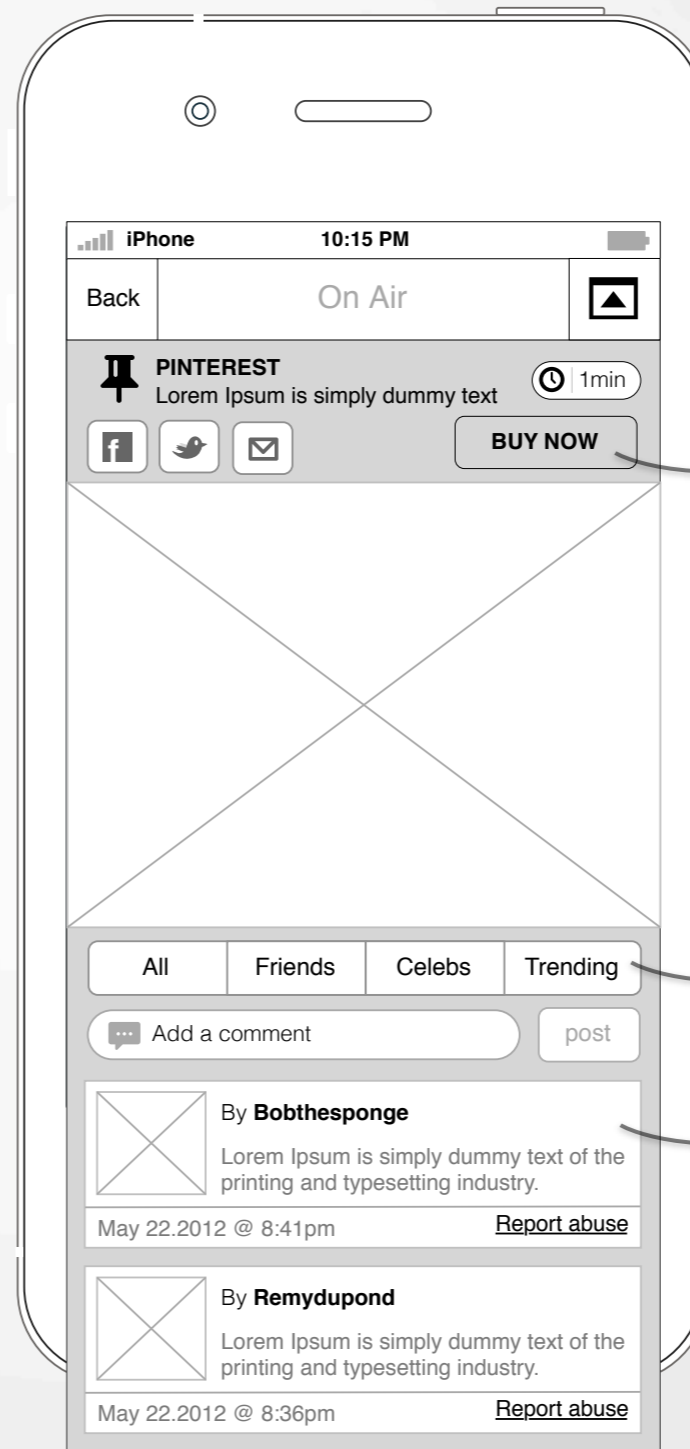 iPhone 10:15 PM
Back On Air
PINTEREST
Lorem Ipsum is simply dummy text
1min
f
BUY NOW
All Friends Celebs Trending
Add a comment post
By Bobthesponge
Lorem Ipsum is simply dummy text of the
printing and typesetting industry.
May 22.2012 @ 8:41pm Report abuse
By Remydupond
Lorem Ipsum is simply dummy text of the
printing and typesetting industry.
May 22.2012 @ 8:36pm Report abuse